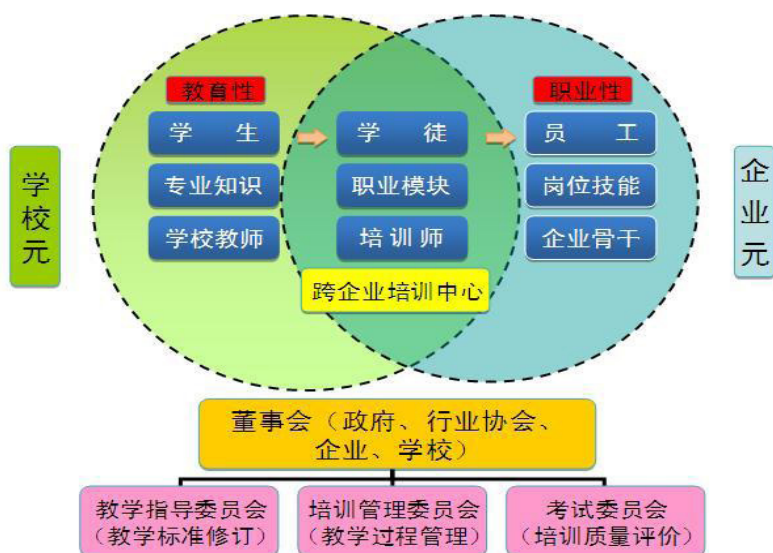 教育性
职业性
学 生
学 徒
员 工
专业知识
职业模块
岗位技能
学校教师
培训师
企业骨干
跨企业培训中心
学校元
企业元
董事会（政府、行业协会、
企业、学校）
教学指导委员会
（教学标准修订）
培训管理委员会
（教学过程管理）
考试委员会
（培训质量评价）